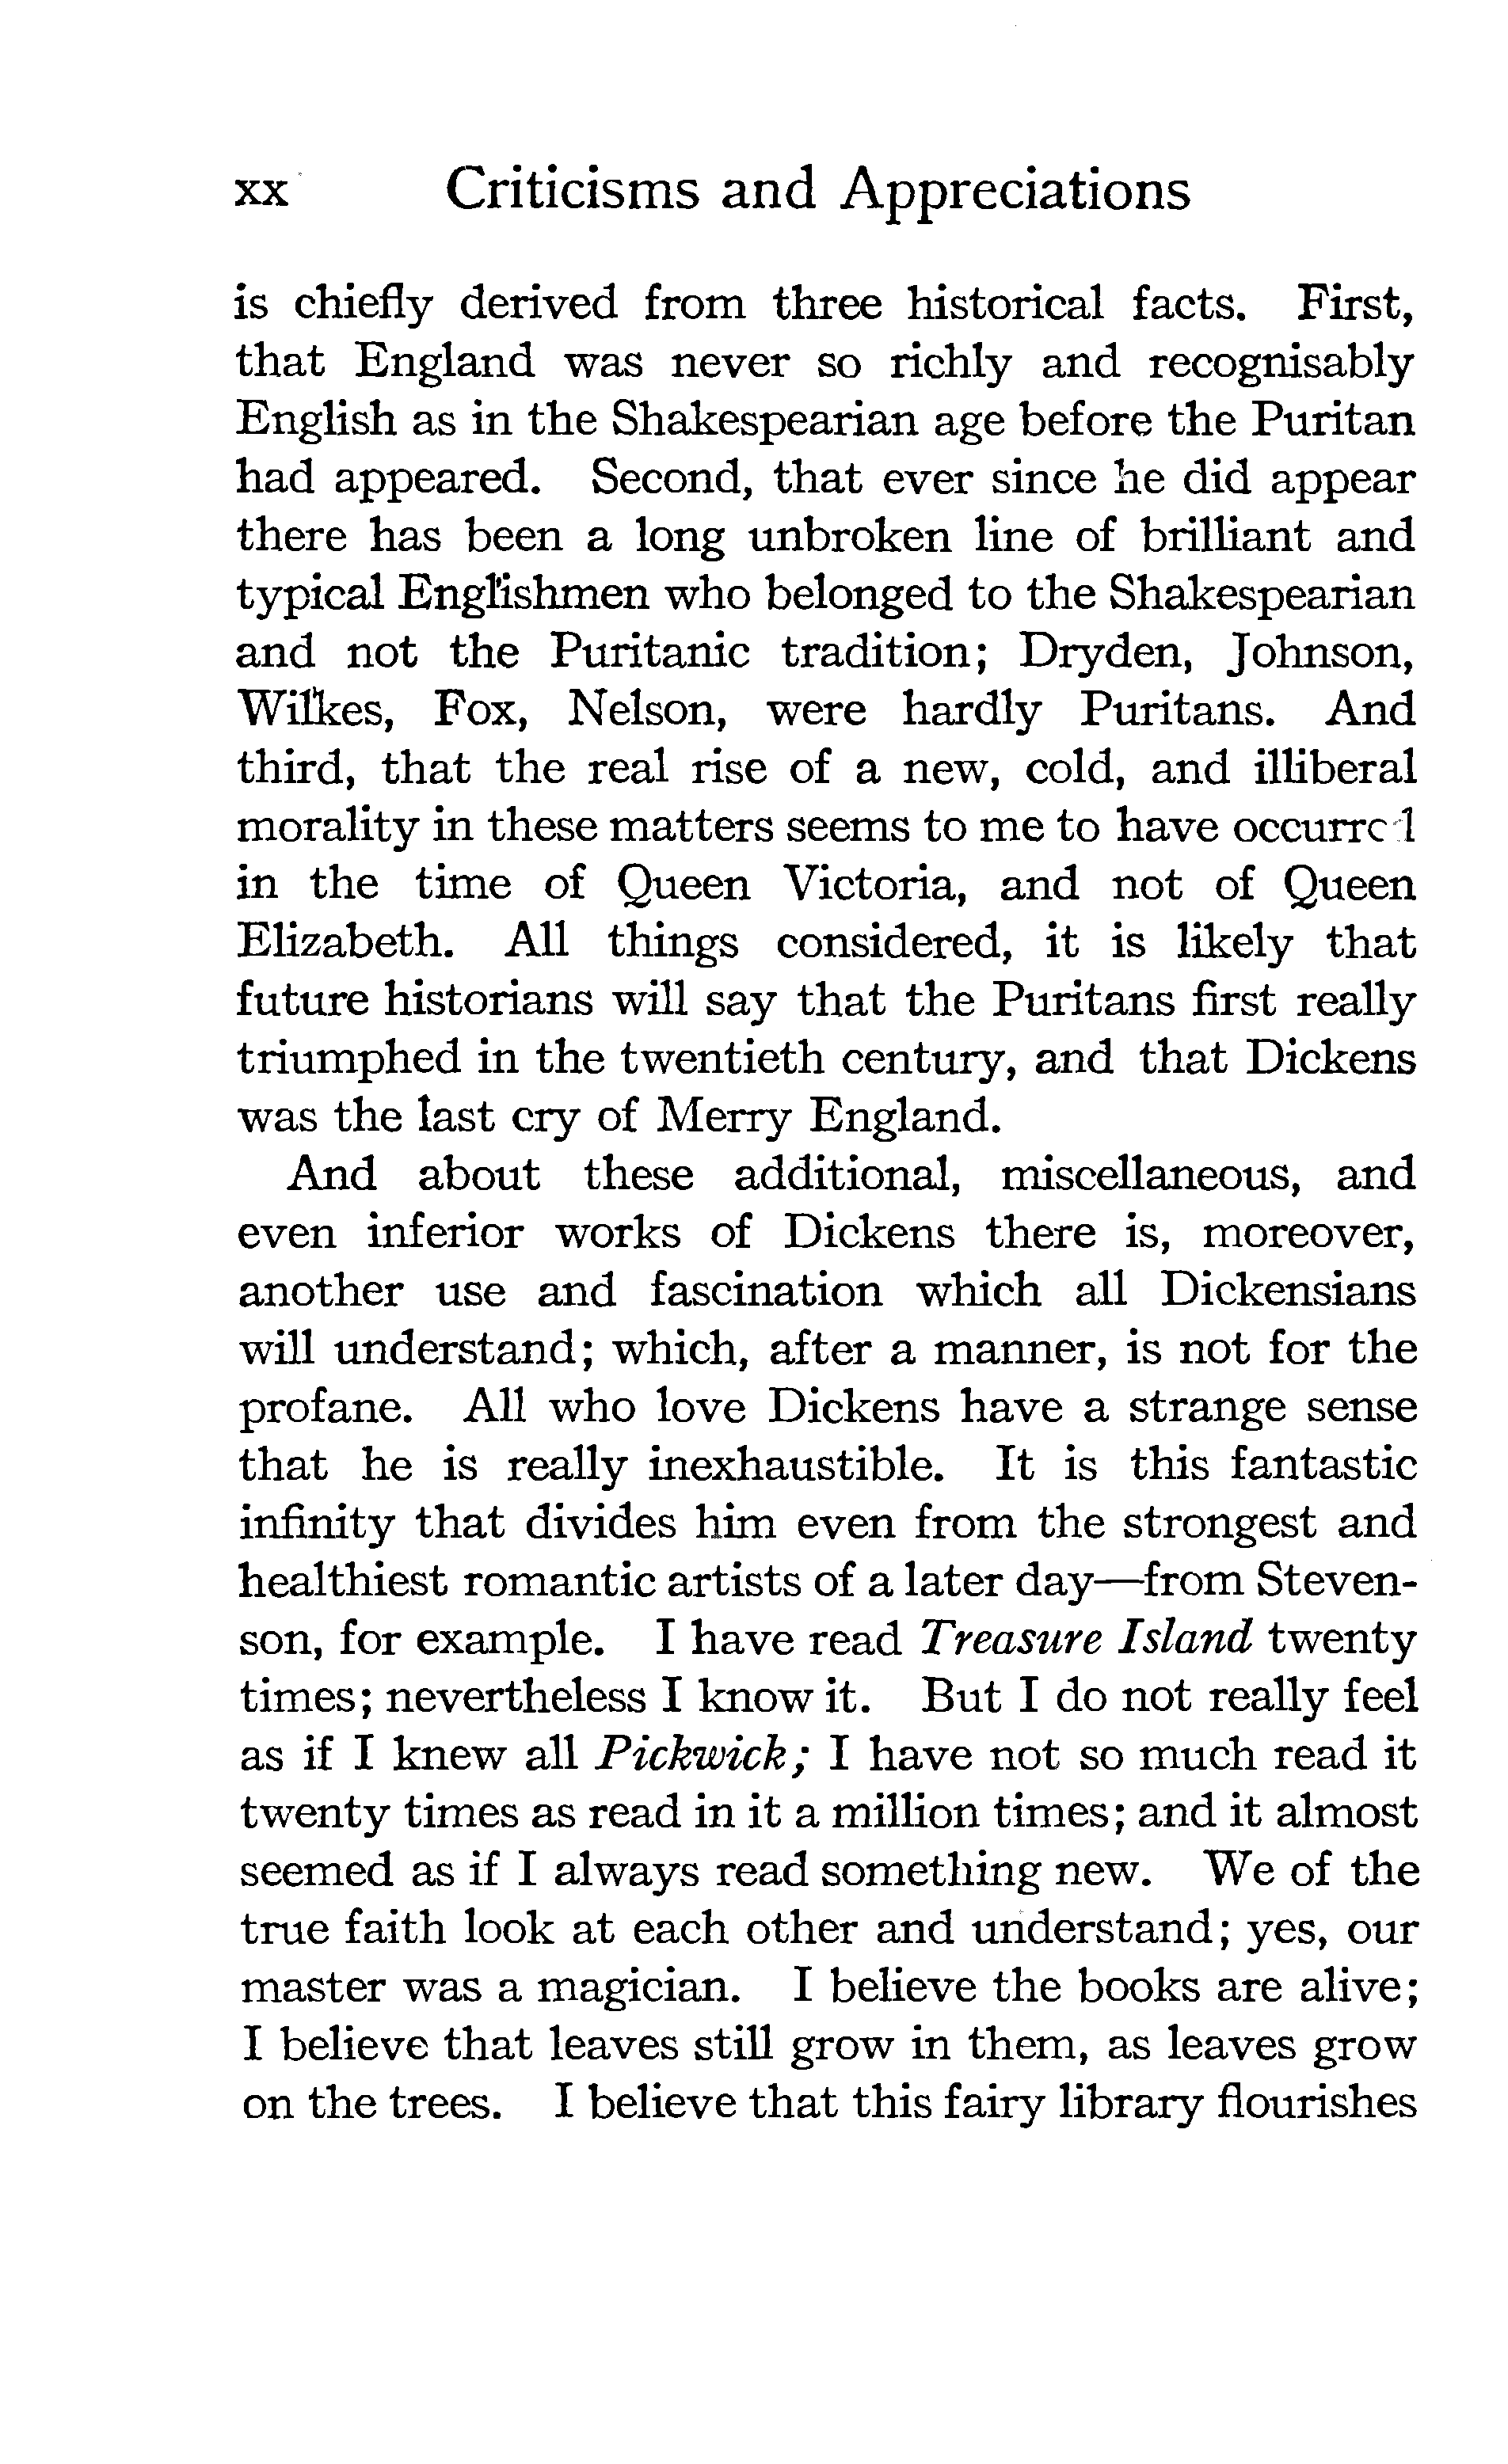 xx Criticisms and Appreciations
is chiefly derived from three historical facts. First,
that England was never so richly and recognisably
English as in the Shakespearian age before the Puritan
had appeared. Second, that ever since he did appear
there has been a long unbroken line of brilliant and
typical Englishmen who belonged to the Shakespearian
and not the Puritanic tradition; Dryden, Johnson,
Wilkes, Fox, Nelson, were hardly Puritans. And
third, that the real rise of a new, cold, and illiberal
morality in these matters seems to me to have occurred
in the time of Queen Victoria, and not of Queen
Elizabeth. All things considered, it is likely that
future historians will say that the Puritans first really
triumphed in the twentieth century, and that Dickens
was the last cry of Merry England.
And about these additional, miscellaneous, and
even inferior works of Dickens there is, moreover,
another use and fascination which all Dickensians
will understand; which, after a manner, is not for the
profane. All who love Dickens have a strange sense
that he is really inexhaustible. It is this fantastic
infinity that divides him even from the strongest and
healthiest romantic artists of a later day—from Steven-
son, for example. I have read Treasure Island twenty
times; nevertheless I know it. But I do not really feel
as if I knew all Pickwick; I have not so much read it
twenty times as read in it a million times; and it almost
seemed as if I always read something new. We of the
true faith look at each other and understand; yes, our
master was a magician. I believe the books are alive;
I believe that leaves still grow in them, as leaves grow
on the trees. I believe that this fairy library flourishes